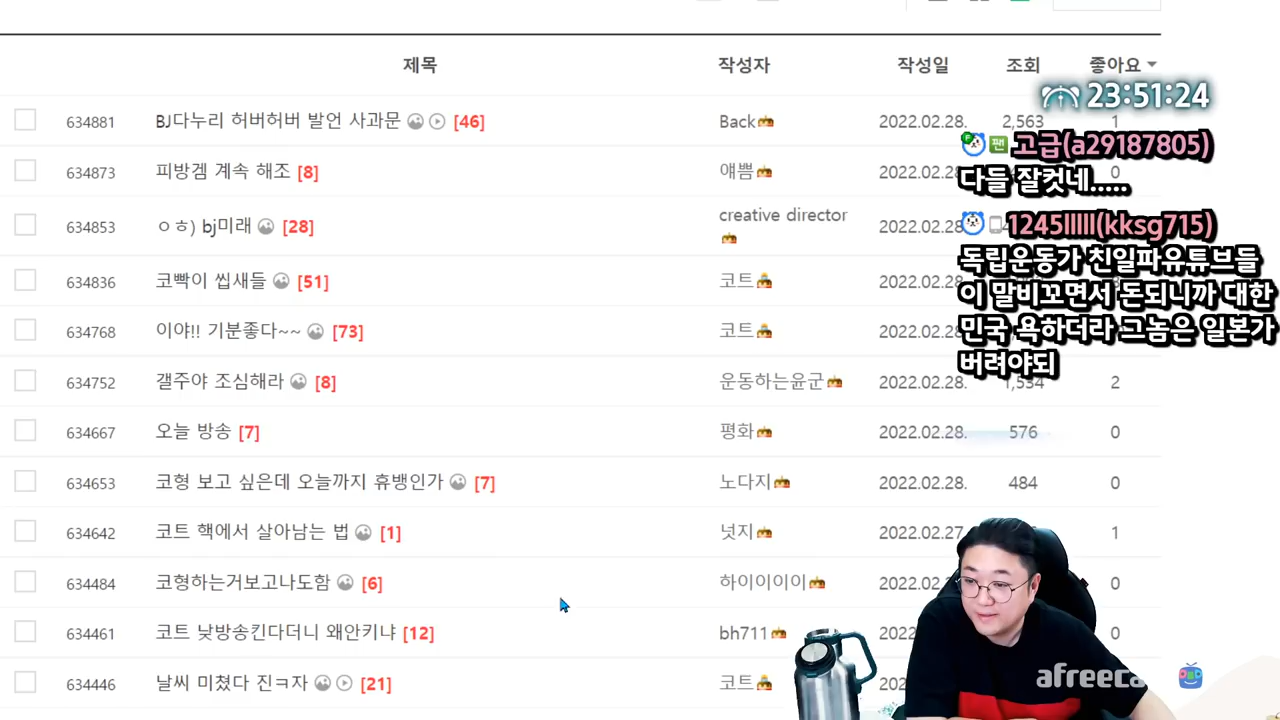 제목 작성자 작성일 조회 좋아요
23:51:24
634881 BJ다누리 허버허버 발언 사과문 [46] Back 2022.02.28. 2,563 1
고급(a29187805)
다들 잘컷네.....
634873 피방겜 계속 해조 [8] 얘쁨 2022.02.28 0
634853 ㅇㅎ) bj미래 [28] creative director 2022.02.28
1245lllll(kksg715)
독립운동가 친일파유튜브들
이 말비꼬면서 돈되니까 대한
민국 욕하더라 그놈은 일본가
버려야되
634836 코빡이 씹새들 [51] 코트 2022.02.28
634768 이야!! 기분좋다~~ [73] 코트 2022.02.28
634752 갤주야 조심해라 [8] 운동하는윤군 2022.02.28. 1,534 2
634667 오늘 방송 [7] 평화 2022.02.28. 576 0
634653 코형 보고 싶은데 오늘까지 휴뱅인가 [7] 노다지 2022.02.28. 484 0
634642 코트 핵에서 살아남는 법 [1] 넛지 2022.02.27. 1
634484 코형하는거보고나도함 [6] 하이이이이 0
634461 코트 낮방송킨다더니 왜안키냐 [12] bh711 0
634446 날씨 미쳤다 진ㅋ자 [21] 코트
afreeca